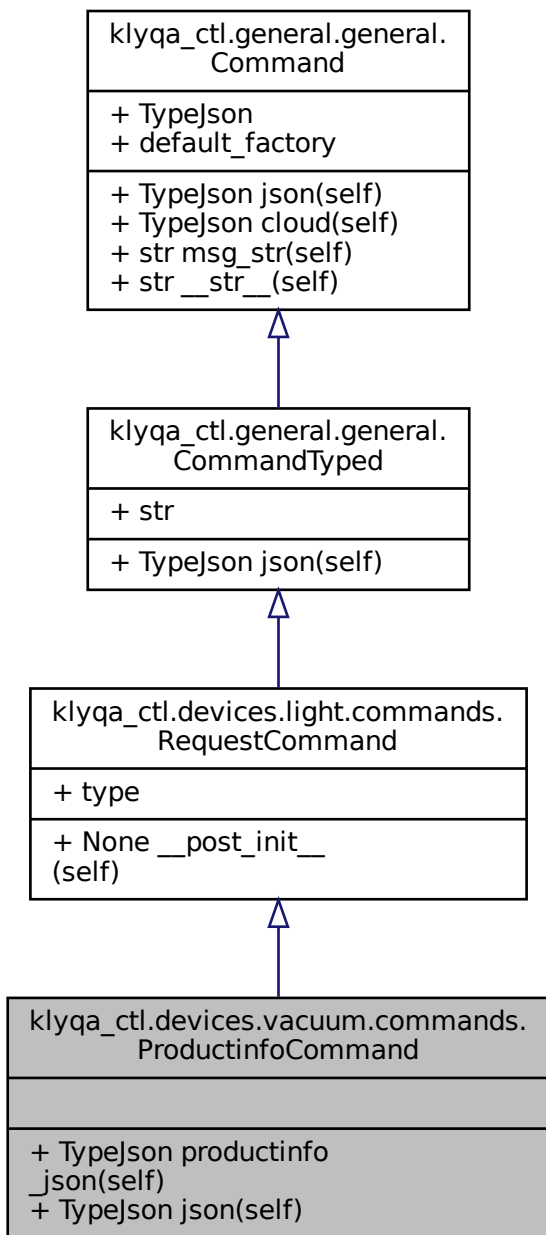 klyqa_ctl.general.general.
Command
+ TypeJson
+ default_factory
+ TypeJson json(self)
+ TypeJson cloud(self)
+ str msg_str(self)
+ str __str__(self)
klyqa_ctl.general.general.
CommandTyped
+ str
+ TypeJson json(self)
klyqa_ctl.devices.light.commands.
RequestCommand
+ type
+ None __post_init__
(self)
klyqa_ctl.devices.vacuum.commands.
ProductinfoCommand
+ TypeJson productinfo
_json(self)
+ TypeJson json(self)